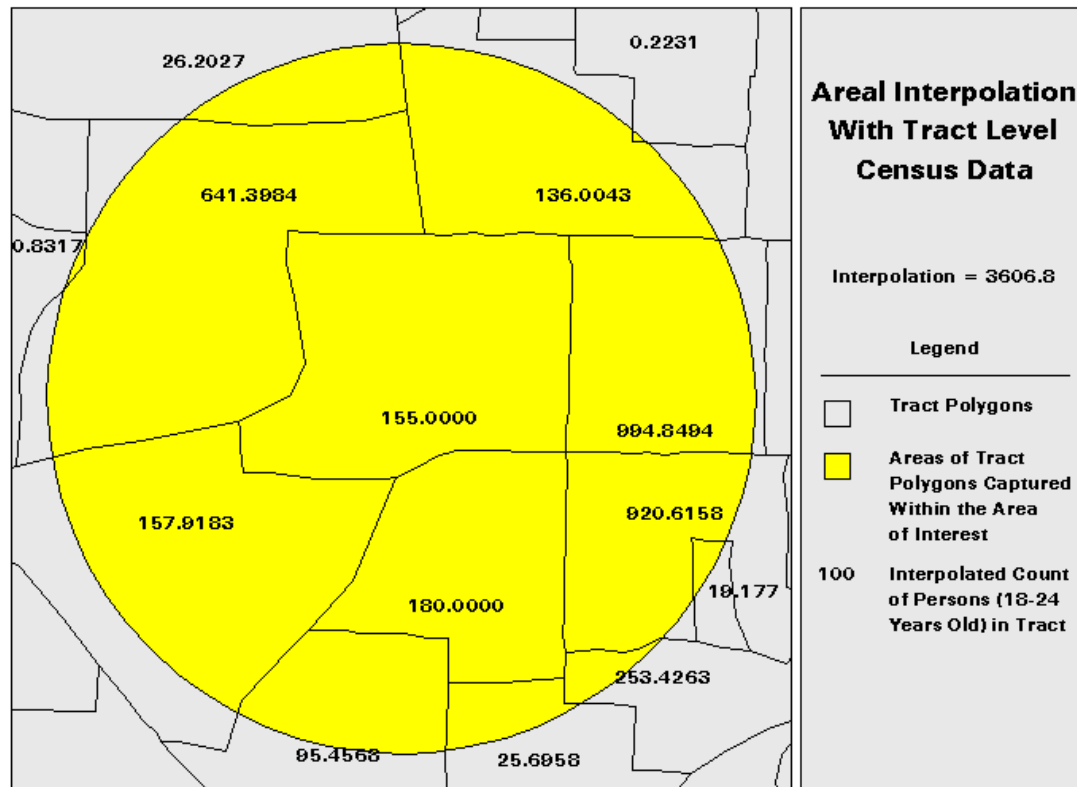 26.2027
0.2231
641.3984
136.0043
0.8317
155.0000
994.8494
157.9183
920.6158
180.0000
19.177
253.4263
95.4568
25.6958
Areal Interpolation
With Tract Level
Census Data
Interpolation = 3606.8
Legend
Tract Polygons
Areas of Tract
Polygons Captured
Within the Area
of Interest
100 Interpolated Count
of Persons (18-24
Years Old) in Tract